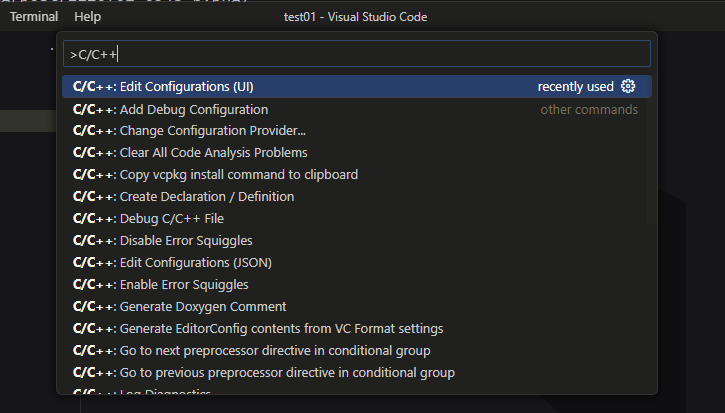 Terminal Help test01 - Visual Studio Code
>C/C++
C/C++: Edit Configurations (UI) recently used
C/C++: Add Debug Configuration other commands
C/C++: Change Configuration Provider...
C/C++: Clear All Code Analysis Problems
C/C++: Copy vcpkg install command to clipboard
C/C++: Create Declaration / Definition
C/C++: Debug C/C++ File
C/C++: Disable Error Squiggles
C/C++: Edit Configurations (JSON)
C/C++: Enable Error Squiggles
C/C++: Generate Doxygen Comment
C/C++: Generate EditorConfig contents from VC Format settings
C/C++: Go to next preprocessor directive in conditional group
C/C++: Go to previous preprocessor directive in conditional group
C/C++: Log Diagnostics